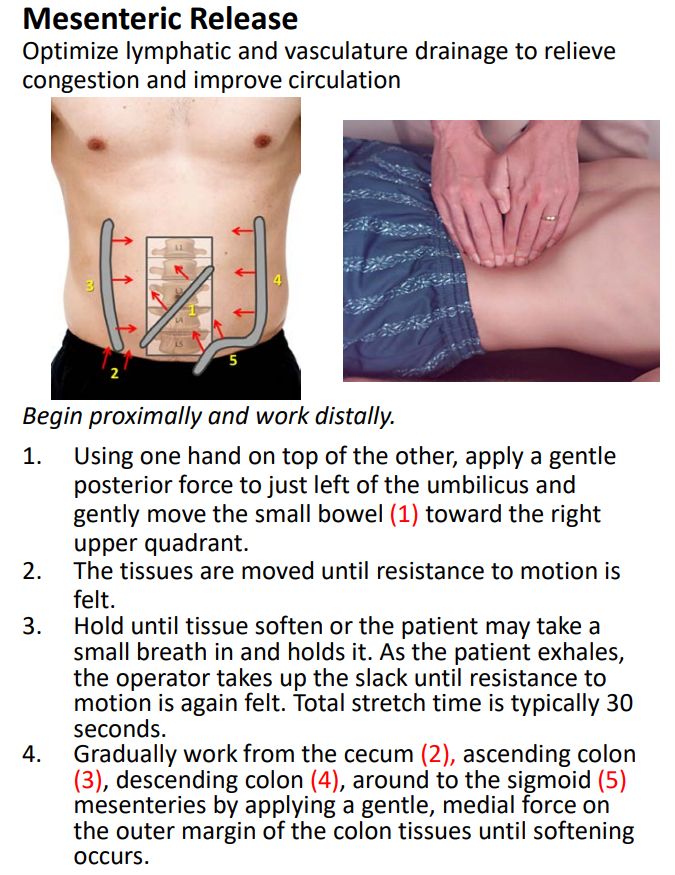 Mesenteric Release
Optimize lymphatic and vasculature drainage to relieve
congestion and improve circulation
L1
4
3
1
L4
L5
5
2
Begin proximally and work distally.
1. Using one hand on top of the other, apply a gentle
posterior force to just left of the umbilicus and
gently move the small bowel (1) toward the right
upper quadrant.
2. The tissues are moved until resistance to motion is
felt.
3. Hold until tissue soften or the patient may take a
small breath in and holds it. As the patient exhales,
the operator takes up the slack until resistance to
motion is again felt. Total stretch time is typically 30
seconds.
4. Gradually work from the cecum (2), ascending colon
(3), descending colon (4), around to the sigmoid (5)
mesenteries by applying a gentle, medial force on
the outer margin of the colon tissues until softening
occurs.